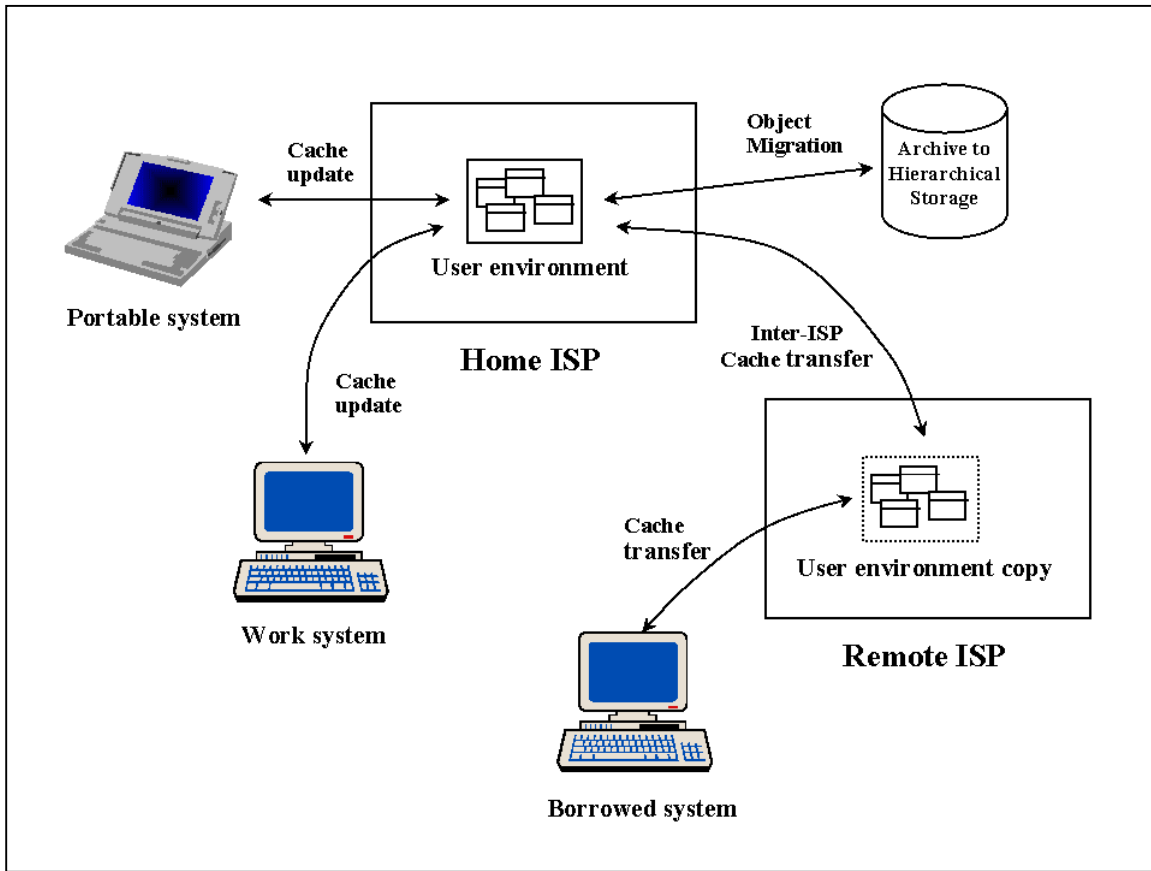 Cache
update
Object
Migration
Archive to
Hierarchical
Storage
User environment
Portable system
Home ISP
Inter-ISP
Cache transfer
Cache
update
Cache
transfer
User environment copy
Work system
Remote ISP
Borrowed system